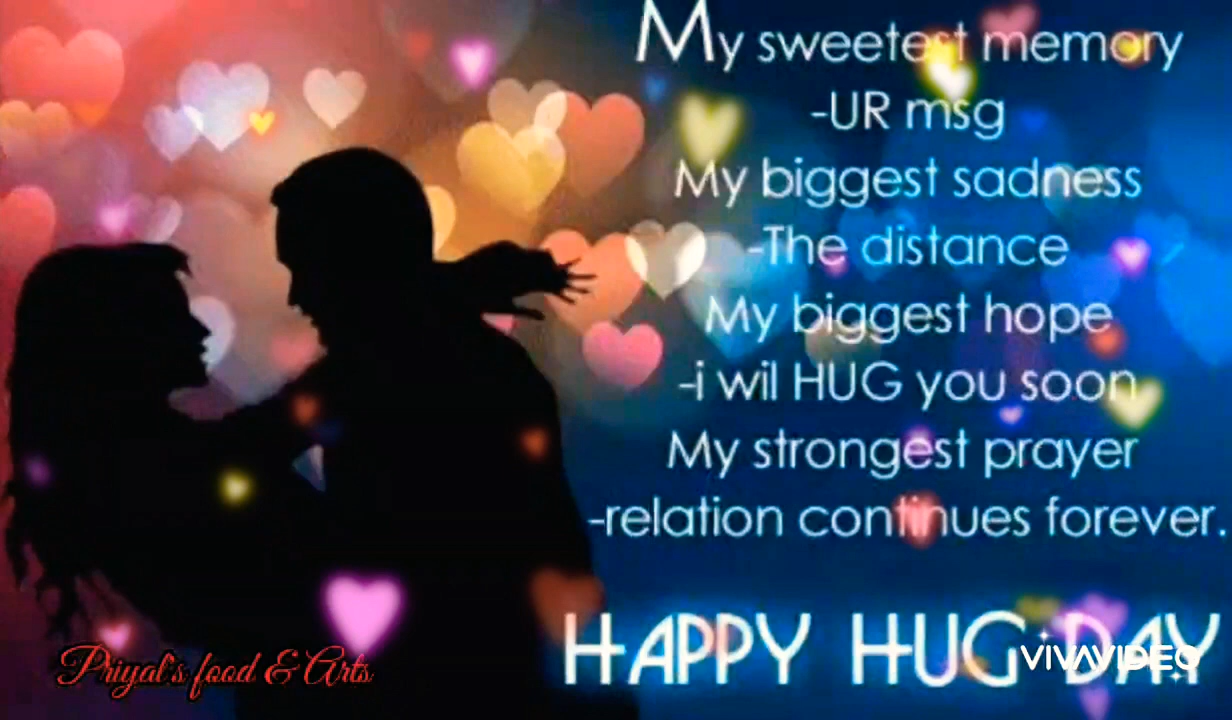 My sweetest memory
-UR msg
My biggest sadness
-The distance
My biggest hope
-i wil HUG you soon
My strongest prayer
-relation continues forever.
HAPPY HUG DAY
VIVAVIDEO
Priyal's food & Arts